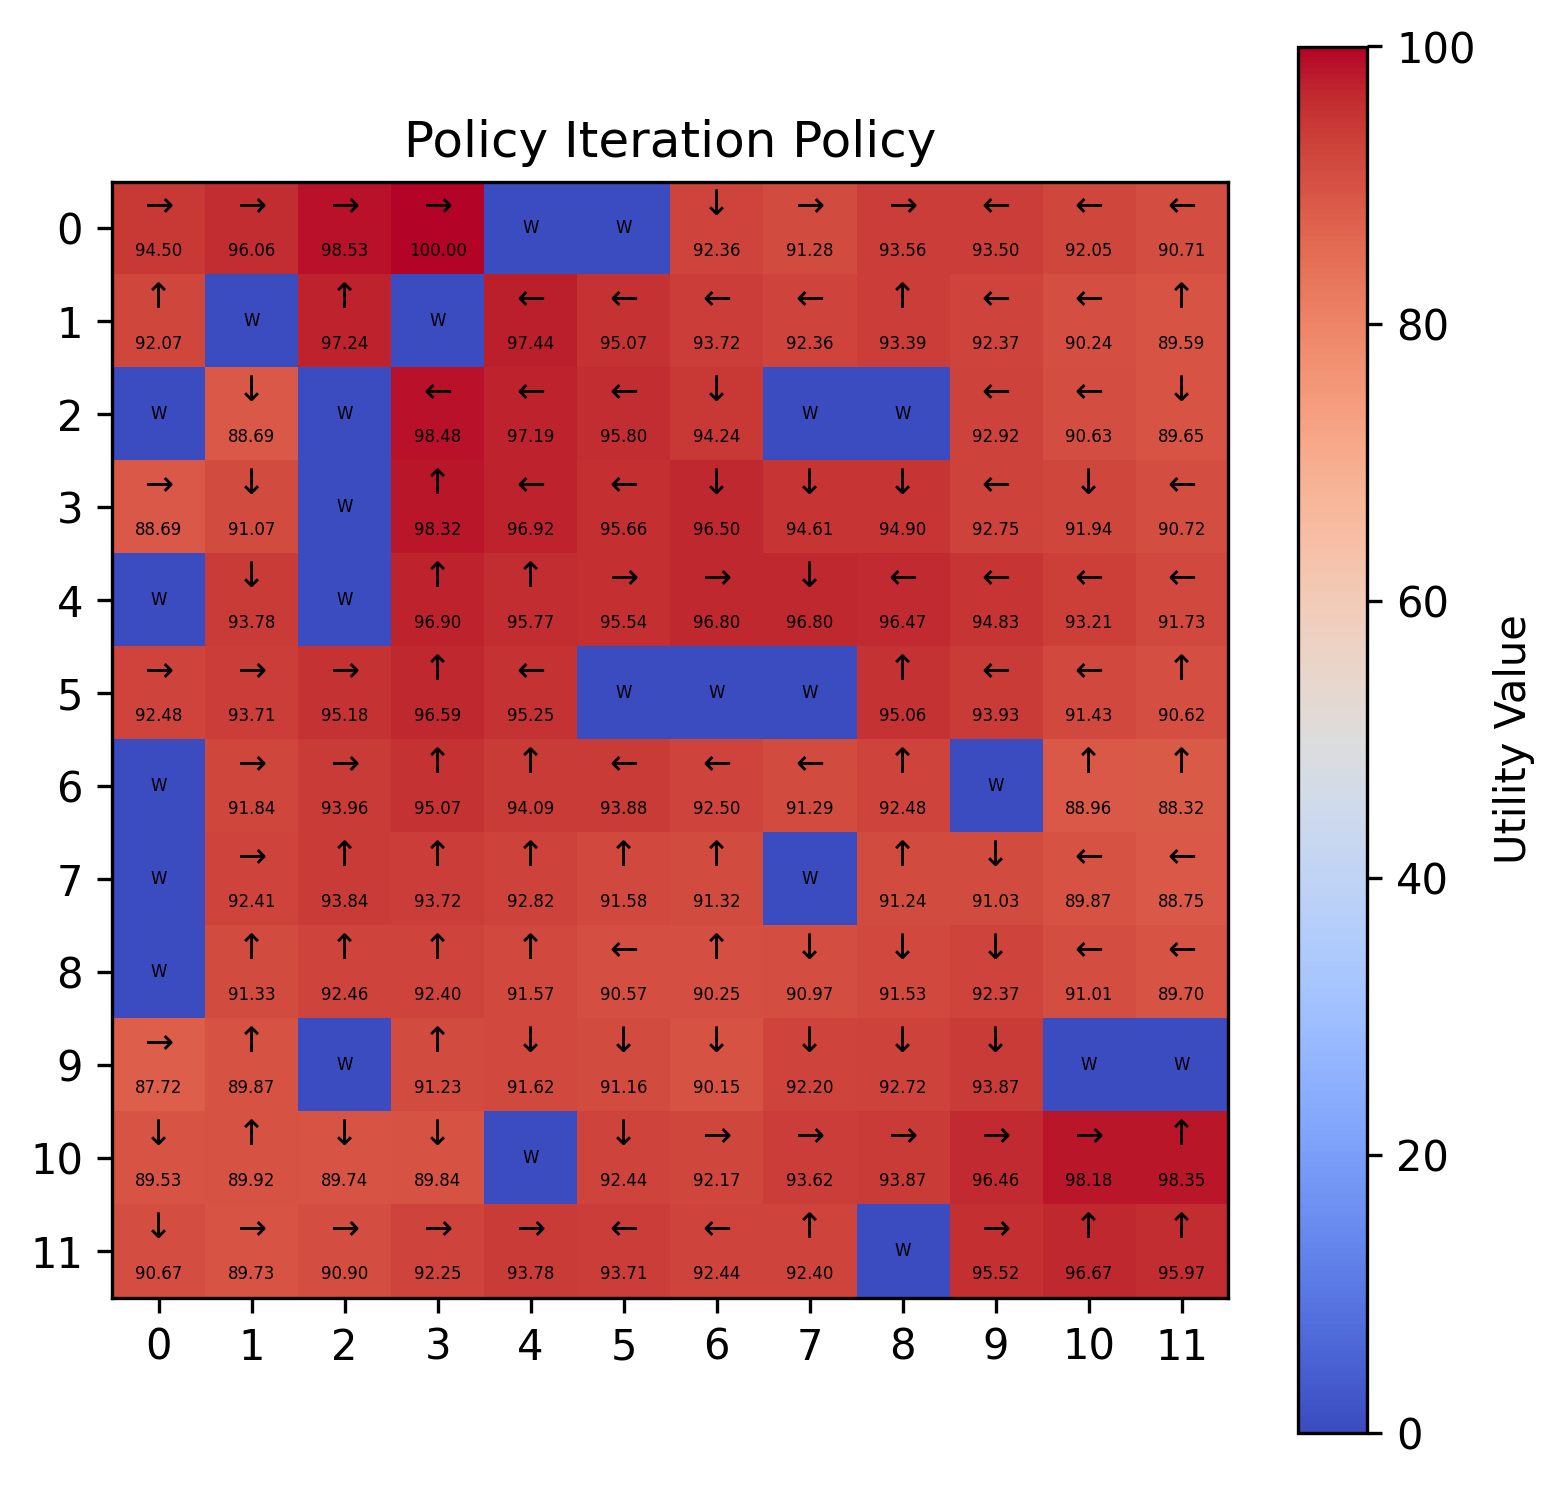 Policy Iteration Policy
0 → → → → W W ↓ → → ← ← ←
94.50 96.06 98.53 100.00 92.36 91.28 93.56 93.50 92.05 90.71
1 ↑ W ↑ W ← ← ← ← ↑ ← ← ↑
92.07 97.24 97.44 95.07 93.72 92.36 93.39 92.37 90.24 89.59
2 W ↓ W ← ← ← ↓ W W ← ← ↓
88.69 98.48 97.19 95.80 94.24 92.92 90.63 89.65
3 → ↓ W ↑ ← ← ↓ ↓ ↓ ← ↓ ←
88.69 91.07 98.32 96.92 95.66 96.50 94.61 94.90 92.75 91.94 90.72
4 W ↓ W ↑ ↑ → → ↓ ← ← ← ←
93.78 96.90 95.77 95.54 96.80 96.80 96.47 94.83 93.21 91.73
5 → → → ↑ ← W W W ↑ ← ← ↑
92.48 93.71 95.18 96.59 95.25 95.06 93.93 91.43 90.62
6 W → → ↑ ↑ ← ← ← ↑ W ↑ ↑
91.84 93.96 95.07 94.09 93.88 92.50 91.29 92.48 88.96 88.32
7 W → ↑ ↑ ↑ ↑ ↑ W ↑ ↓ ← ←
92.41 93.84 93.72 92.82 91.58 91.32 91.24 91.03 89.87 88.75
8 W ↑ ↑ ↑ ↑ ← ↑ ↓ ↓ ↓ ← ←
91.33 92.46 92.40 91.57 90.57 90.25 90.97 91.53 92.37 91.01 89.70
9 → ↑ W ↑ ↓ ↓ ↓ ↓ ↓ ↓ W W
87.72 89.87 91.23 91.62 91.16 90.15 92.20 92.72 93.87
10 ↓ ↑ ↓ ↓ W ↓ → → → → → ↑
89.53 89.92 89.74 89.84 92.44 92.17 93.62 93.87 96.46 98.18 98.35
11 ↓ → → → → ← ← ↑ W → ↑ ↑
90.67 89.73 90.90 92.25 93.78 93.71 92.44 92.40 95.52 96.67 95.97
0 1 2 3 4 5 6 7 8 9 10 11
100
80
60
40
20
0
Utility Value